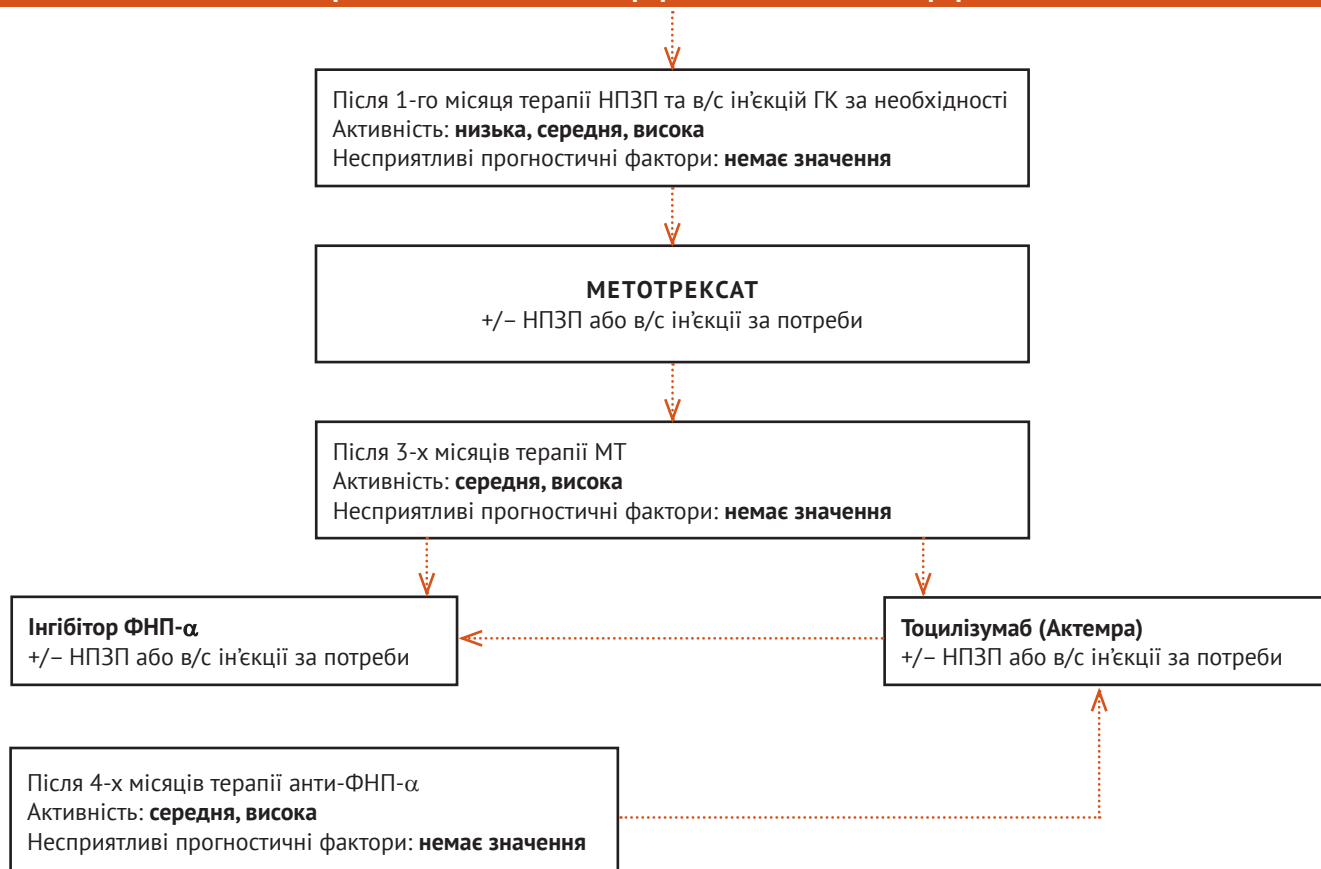 Після 1-го місяця терапії НПЗП та в/с ін’єкцій ГК за необхідності
Активність: низька, середня, висока
Несприятливі прогностичні фактори: немає значення
МЕТОТРЕКСАТ
+/– НПЗП або в/с ін’єкції за потреби
Після 3-х місяців терапії МТ
Активність: середня, висока
Несприятливі прогностичні фактори: немає значення
Інгібітор ФНП-α
+/– НПЗП або в/с ін’єкції за потреби
Тоцилізумаб (Актемра)
+/– НПЗП або в/с ін’єкції за потреби
Після 4-х місяців терапії анти-ФНП-α
Активність: середня, висока
Несприятливі прогностичні фактори: немає значення